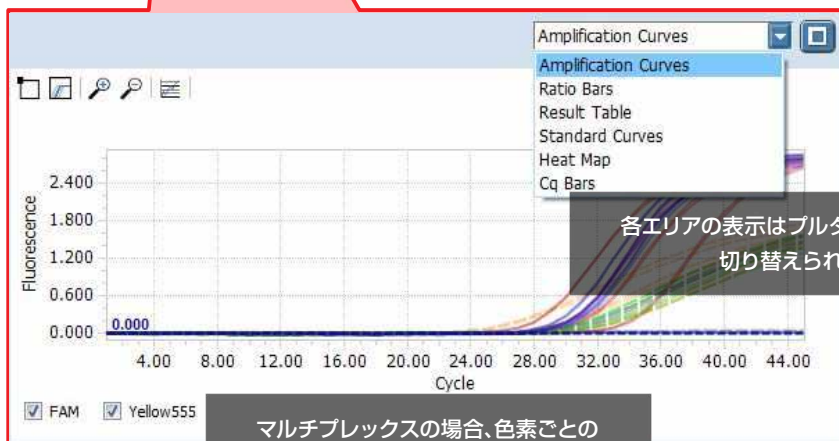 Amplification Curves
Amplification Curves
Ratio Bars
Result Table
Standard Curves
Heat Map
Cq Bars
各エリアの表示はプルダ
切り替えられ
Fluorescence
2.400
1.800
1.200
0.600
0.000
0.000
4.00 8.00 12.00 16.00 20.00 24.00 28.00 32.00 36.00 40.00 44.00
Cycle
FAM Yellow555
マルチプレックスの場合、色素ごとの